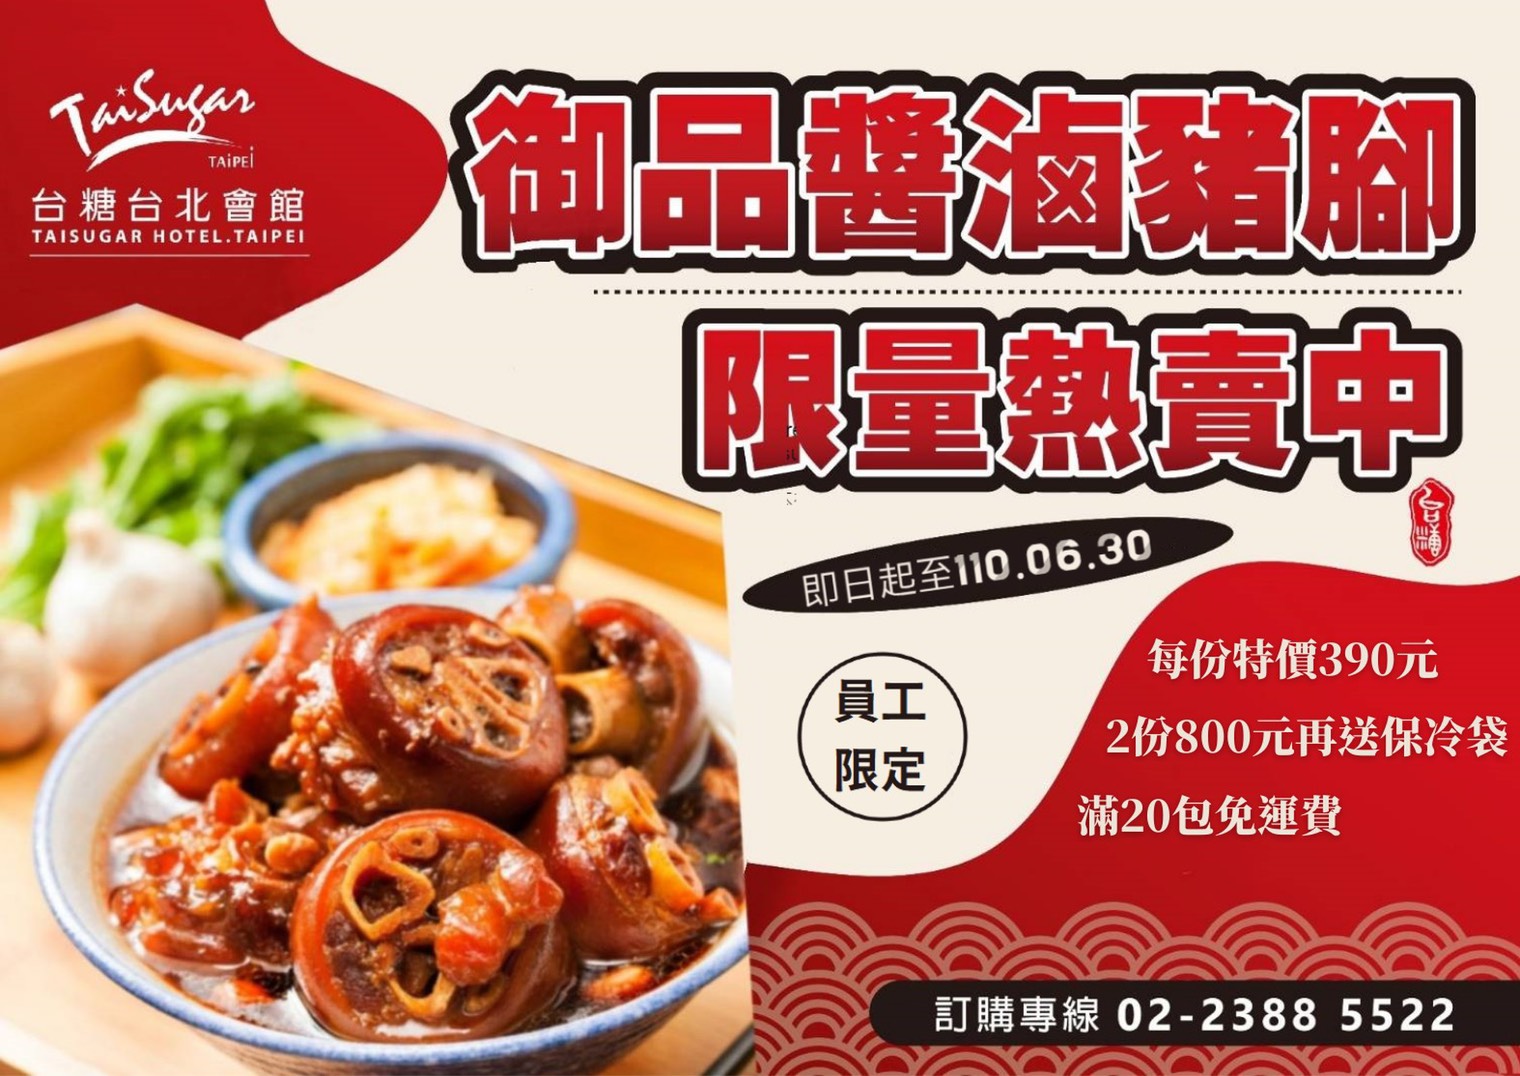 TaiSugar
TAiPEi
台糖台北會館
TAISUGAR HOTEL.TAIPEI
御品醬滷豬腳
限量熱賣中
台糖
即日起至110.06.30
員工
限定
每份特價390元
2份800元再送保冷袋
滿20包免運費
訂購專線 02-2388 5522